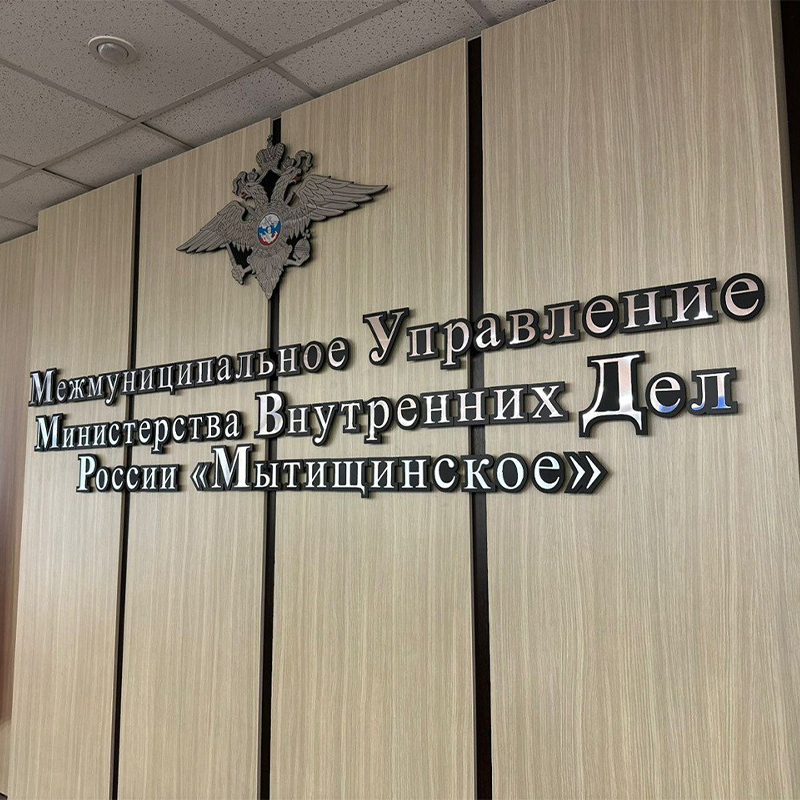 Межмуниципальное Управление
Министерства Внутренних Дел
России «Мытищинское»